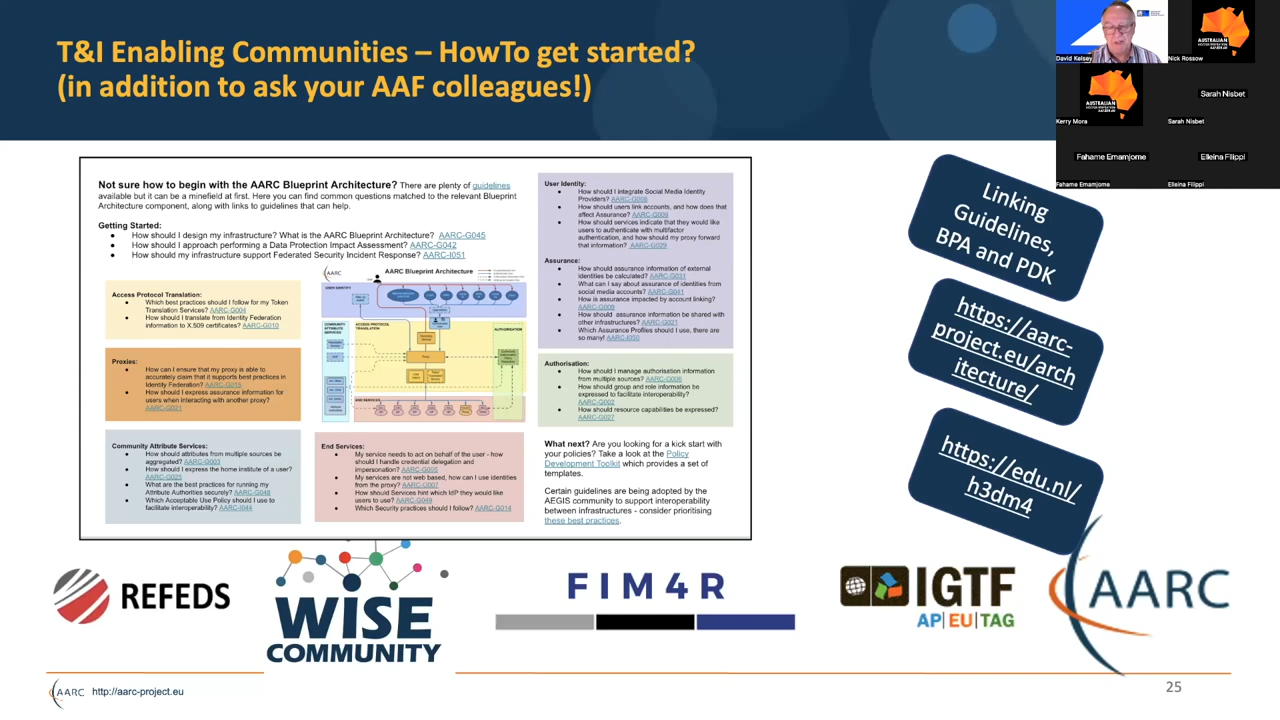 T&I Enabling Communities – HowTo get started?
(in addition to ask your AAF colleagues!)
David Kelsey
AUSTRALIAN
Nick Rossow
AUSTRALIAN
Kerry Mora
Sarah Nisbet
Sarah Nisbet
Fahame Emamjome
Fahame Emamjome
Elleina Filippi
Elleina Filippi
Not sure how to begin with the AARC Blueprint Architecture? There are plenty of guidelines
available but it can be a minefield at first. Here you can find common questions matched to the relevant Blueprint
Architecture component, along with links to guidelines that can help.
Getting Started:
● How should I design my infrastructure? What is the AARC Blueprint Architecture? AARC-G045
● How should I approach performing a Data Protection Impact Assessment? AARC-G042
● How should my infrastructure support Federated Security Incident Response? AARC-I051
Access Protocol Translation:
● Which best practices should I follow for my Token
Translation Services? AARC-G004
● How should I translate from Identity Federation
information to X.509 certificates? AARC-G010
Proxies:
● How can I ensure that my proxy is able to
accurately claim that it supports best practices in
Identity Federation? AARC-G015
● How should I express assurance information for
users when interacting with another proxy?
AARC-G021
Community Attribute Services:
● How should attributes from multiple sources be
aggregated? AARC-G003
● How should I express the home institute of a user?
AARC-G025
● What are the best practices for running my
Attribute Authorities securely? AARC-G048
● Which Acceptable Use Policy should I use to
facilitate interoperability? AARC-I044
AARC
AARC Blueprint Architecture
USER IDENTITY
COMMUNITY
ATTRIBUTE
SERVICES
ACCESS PROTOCOL
TRANSLATION
AUTHORISATION
Proxy
END SERVICES
End Services:
● My service needs to act on behalf of the user - how
should I handle credential delegation and
impersonation? AARC-G005
● My services are not web based, how can I use identities
from the proxy? AARC-G007
● How should Services hint which IdP they would like
users to use? AARC-G049
● Which Security practices should I follow? AARC-G014
User Identity:
● How should I integrate Social Media Identity
Providers? AARC-G008
● How should users link accounts, and how does that
affect Assurance? AARC-G009
● How should services indicate that they would like
users to authenticate with multifactor
authentication, and how should my proxy forward
that information? AARC-G029
Assurance:
● How should assurance information of external
identities be calculated? AARC-G031
● What can I say about assurance of identities from
social media accounts? AARC-G041
● How is assurance impacted by account linking?
AARC-G009
● How should assurance information be shared with
other infrastructures? AARC-G021
● Which Assurance Profiles should I use, there are
so many! AARC-I050
Authorisation:
● How should I manage authorisation information
from multiple sources? AARC-G006
● How should group and role information be
expressed to facilitate interoperability?
AARC-G002
● How should resource capabilities be expressed?
AARC-G027
What next? Are you looking for a kick start with
your policies? Take a look at the Policy
Development Toolkit which provides a set of
templates.
Certain guidelines are being adopted by the
AEGIS community to support interoperability
between infrastructures - consider prioritising
these best practices.
Linking
Guidelines,
BPA and PDK
https://aarc-
project.eu/arch
itecture/
https://edu.nl/
h3dm4
REFEDS
WISE
COMMUNITY
FIM4R
IGTF
AP|EU|TAG
AARC
AARC http://aarc-project.eu
25